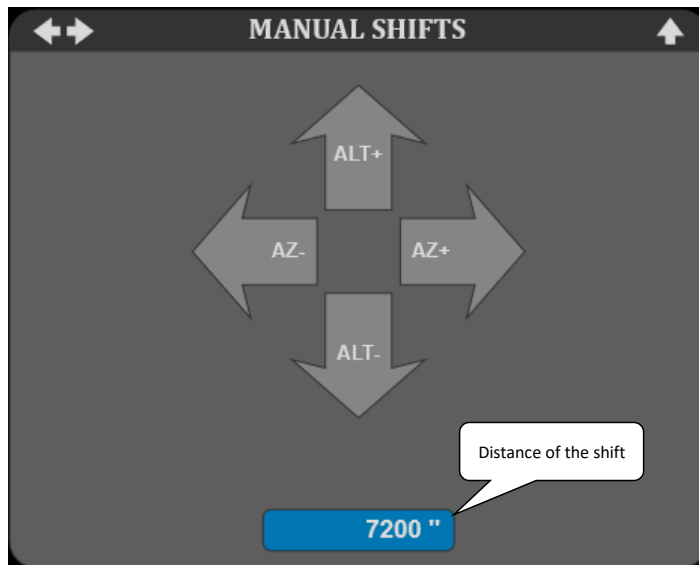 MANUAL SHIFTS
ALT+
AZ- AZ+
ALT-
Distance of the shift
7200 "